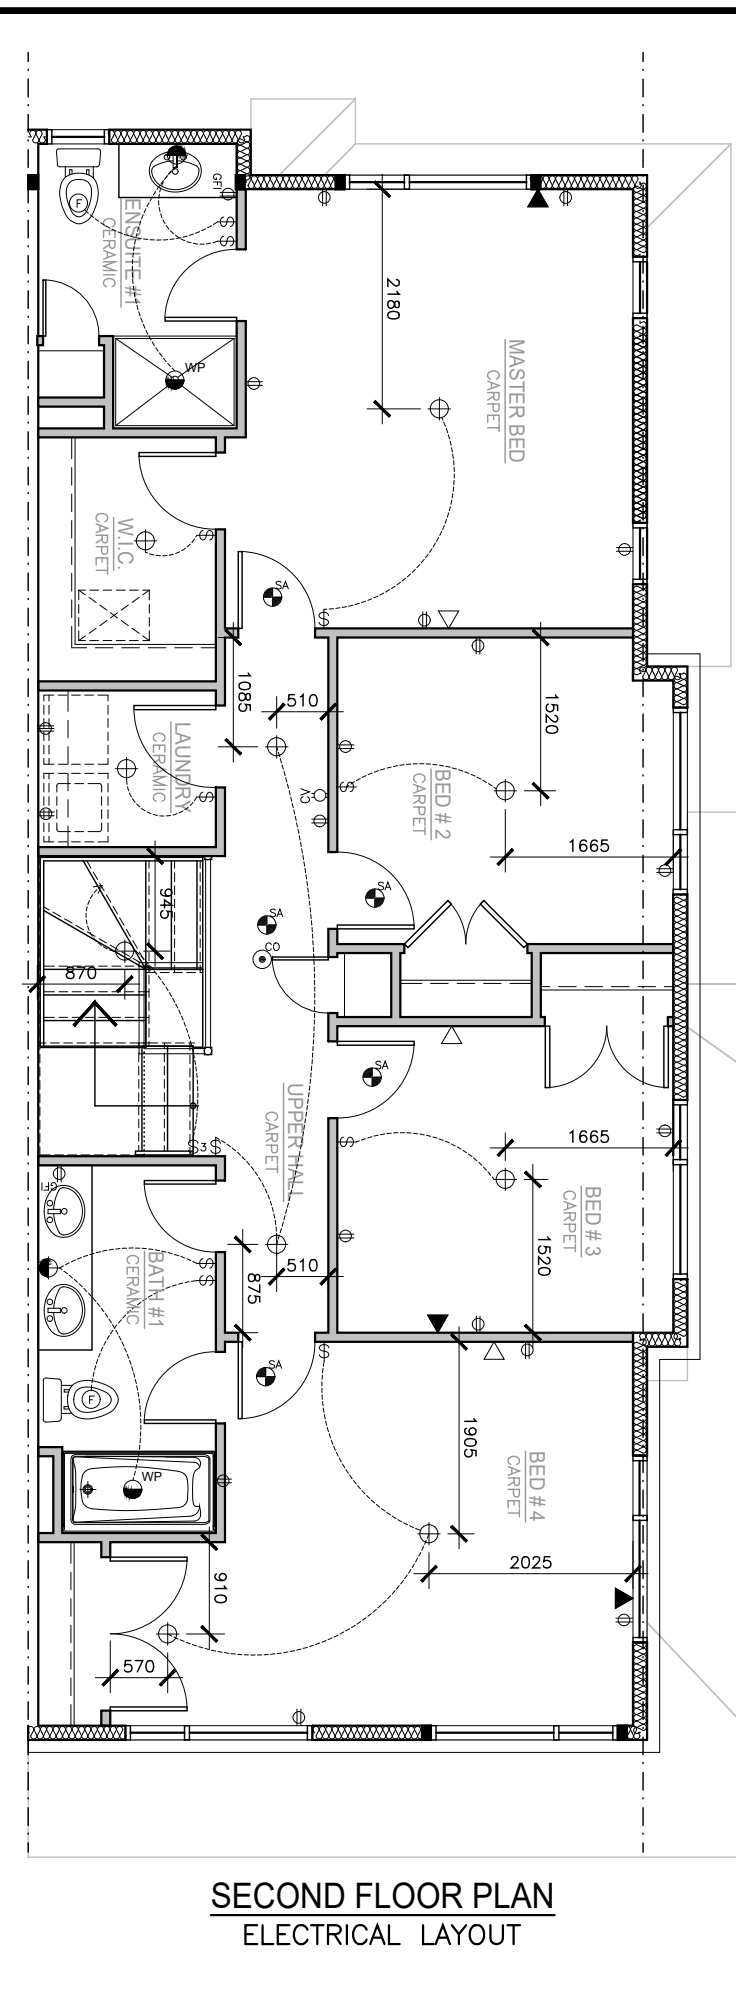 GFI
F
S
S
ENSUITE #1
CERAMIC
2180
WP
MASTER BED
CARPET
W.I.C.
CARPET
S
SA
S
1085
510
1520
LAUNDRY
CERAMIC
S
CV
S
BED # 2
CARPET
1665
SA
SA
945
CO
870
SA
UPPER HALL
CARPET
S3 S
S
1665
GFI
BED # 3
CARPET
S
S
BATH #1
CERAMIC
510
875
1520
SA
S
F
1905
BED #4
CARPET
WP
2025
910
570
SECOND FLOOR PLAN
ELECTRICAL LAYOUT